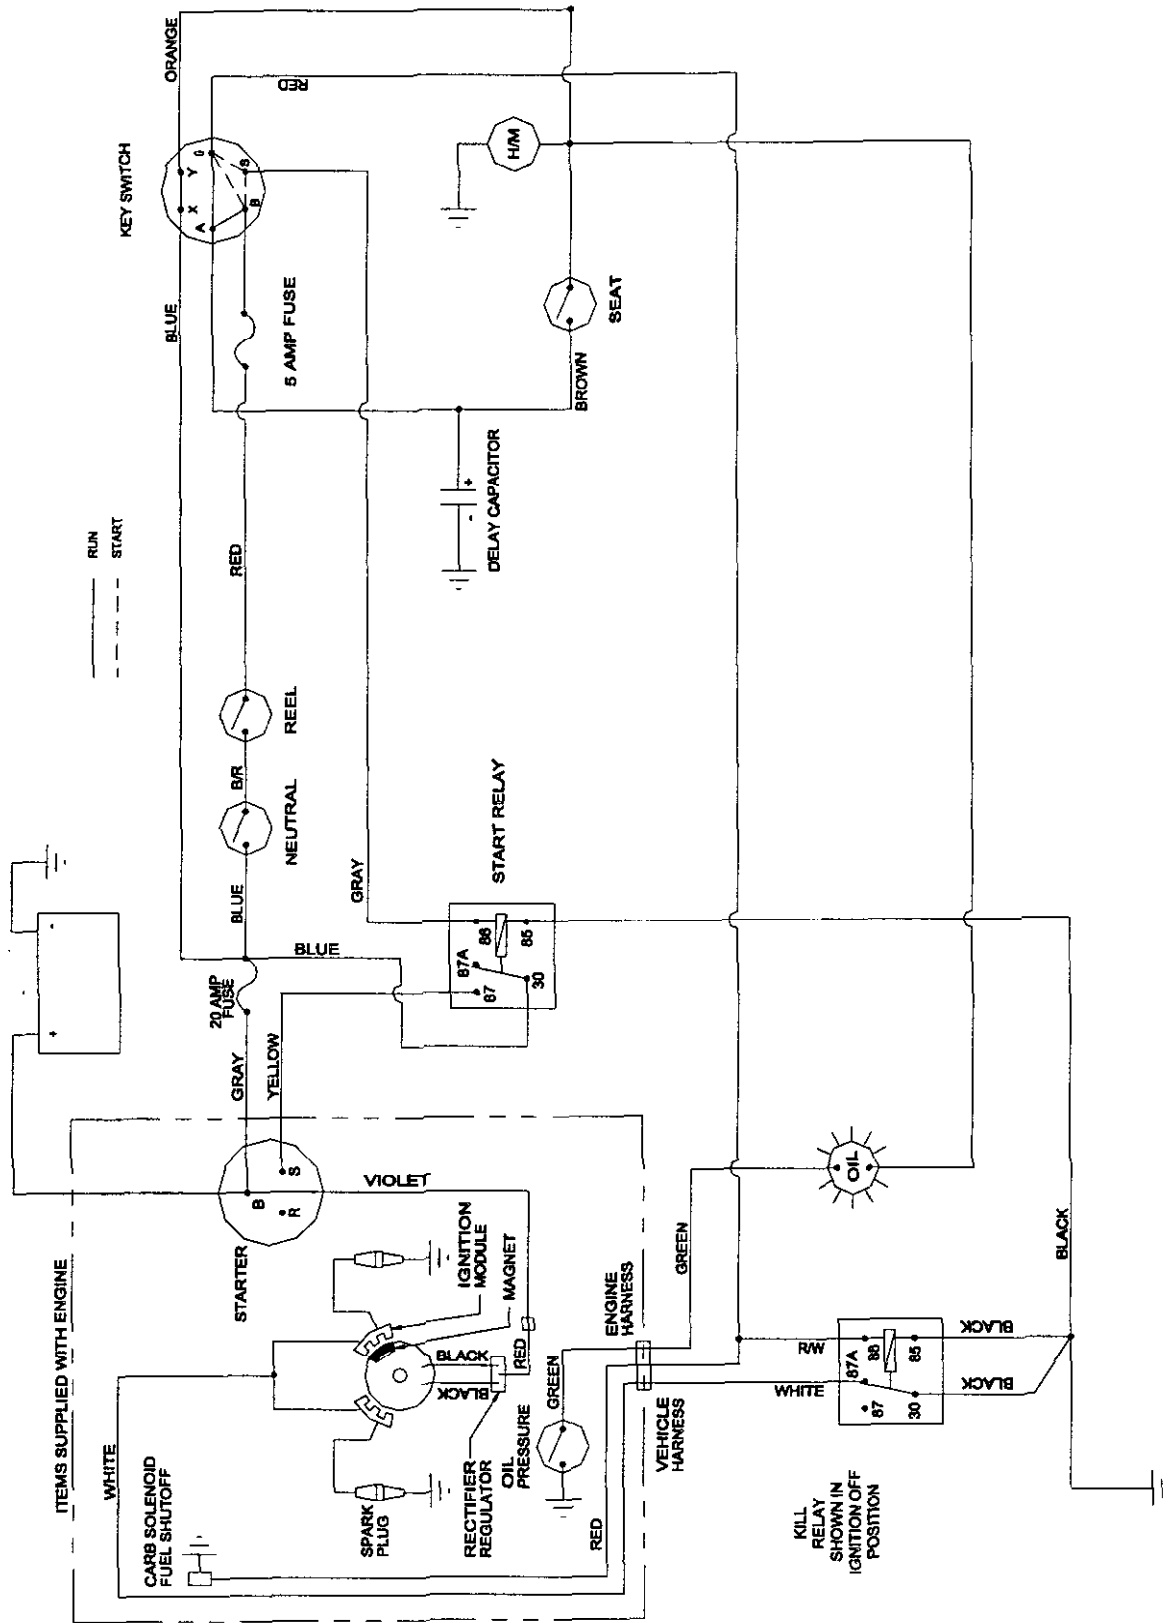 ORANGE
RED
KEY SWITCH
X
Y
A
G
B
S
H/M
BLUE
5 AMP FUSE
SEAT
BROWN
+
-
DELAY CAPACITOR
RUN
START
RED
REEL
B/R
NEUTRAL
BLUE
GRAY
START RELAY
BLUE
86
85
87A
87
30
20 AMP
FUSE
-
+
GRAY
YELLOW
ITEMS SUPPLIED WITH ENGINE
STARTER
B
S
R
VIOLET
IGNITION
MODULE
MAGNET
BLACK
BLACK
RED
WHITE
CARB SOLENOID
FUEL SHUTOFF
SPARK
PLUG
RECTIFIER
REGULATOR
OIL
PRESSURE
GREEN
RED
ENGINE
HARNESS
VEHICLE
HARNESS
GREEN
OIL
BLACK
R/W
WHITE
87A
86
85
87
30
BLACK
BLACK
KILL
RELAY
SHOWN IN
IGNITION OFF
POSITION